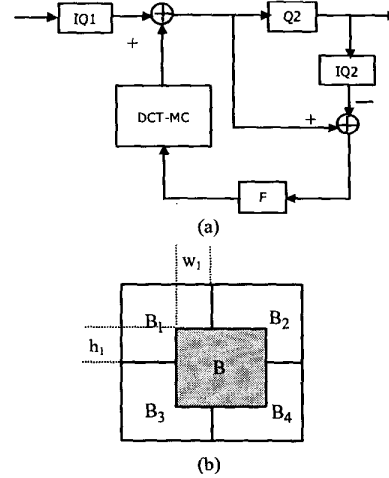 IQ1
+
Q2
IQ2
−
DCT-MC
+
F
(a)
w₁
B₁
B₂
h₁
B
B₃
B₄
(b)